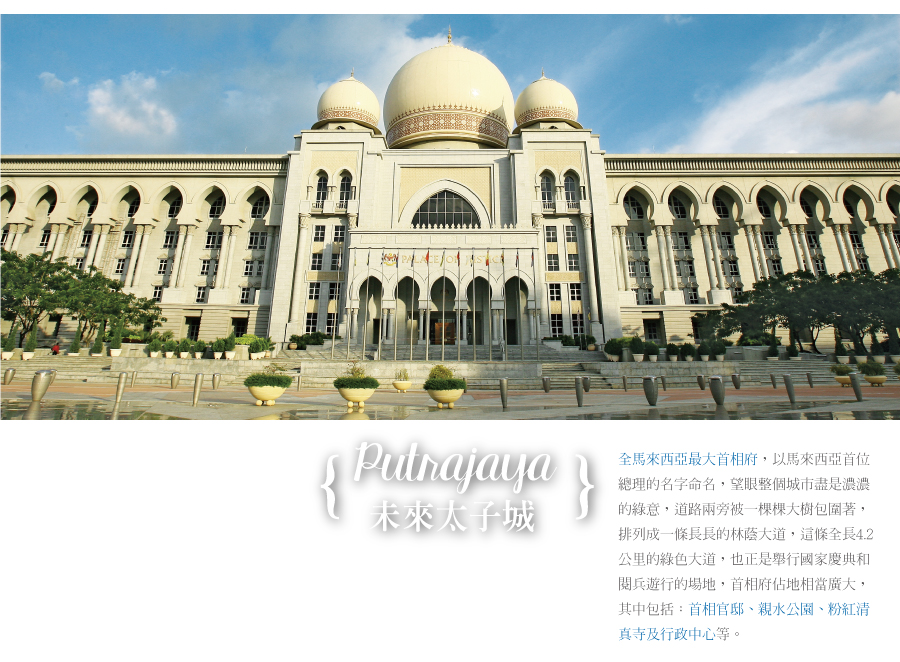 PALACE OF JUSTICE
{ Putrajaya }
未來太子城
全馬來西亞最大首相府，以馬來西亞首位
總理的名字命名，望眼整個城市盡是濃濃
的綠意，道路兩旁被一棵棵大樹包圍著，
排列成一條長長的林蔭大道，這條全長4.2
公里的綠色大道，也正是舉行國家慶典和
閱兵遊行的場地，首相府佔地相當廣大，
其中包括：首相官邸、親水公園、粉紅清
真寺及行政中心等。